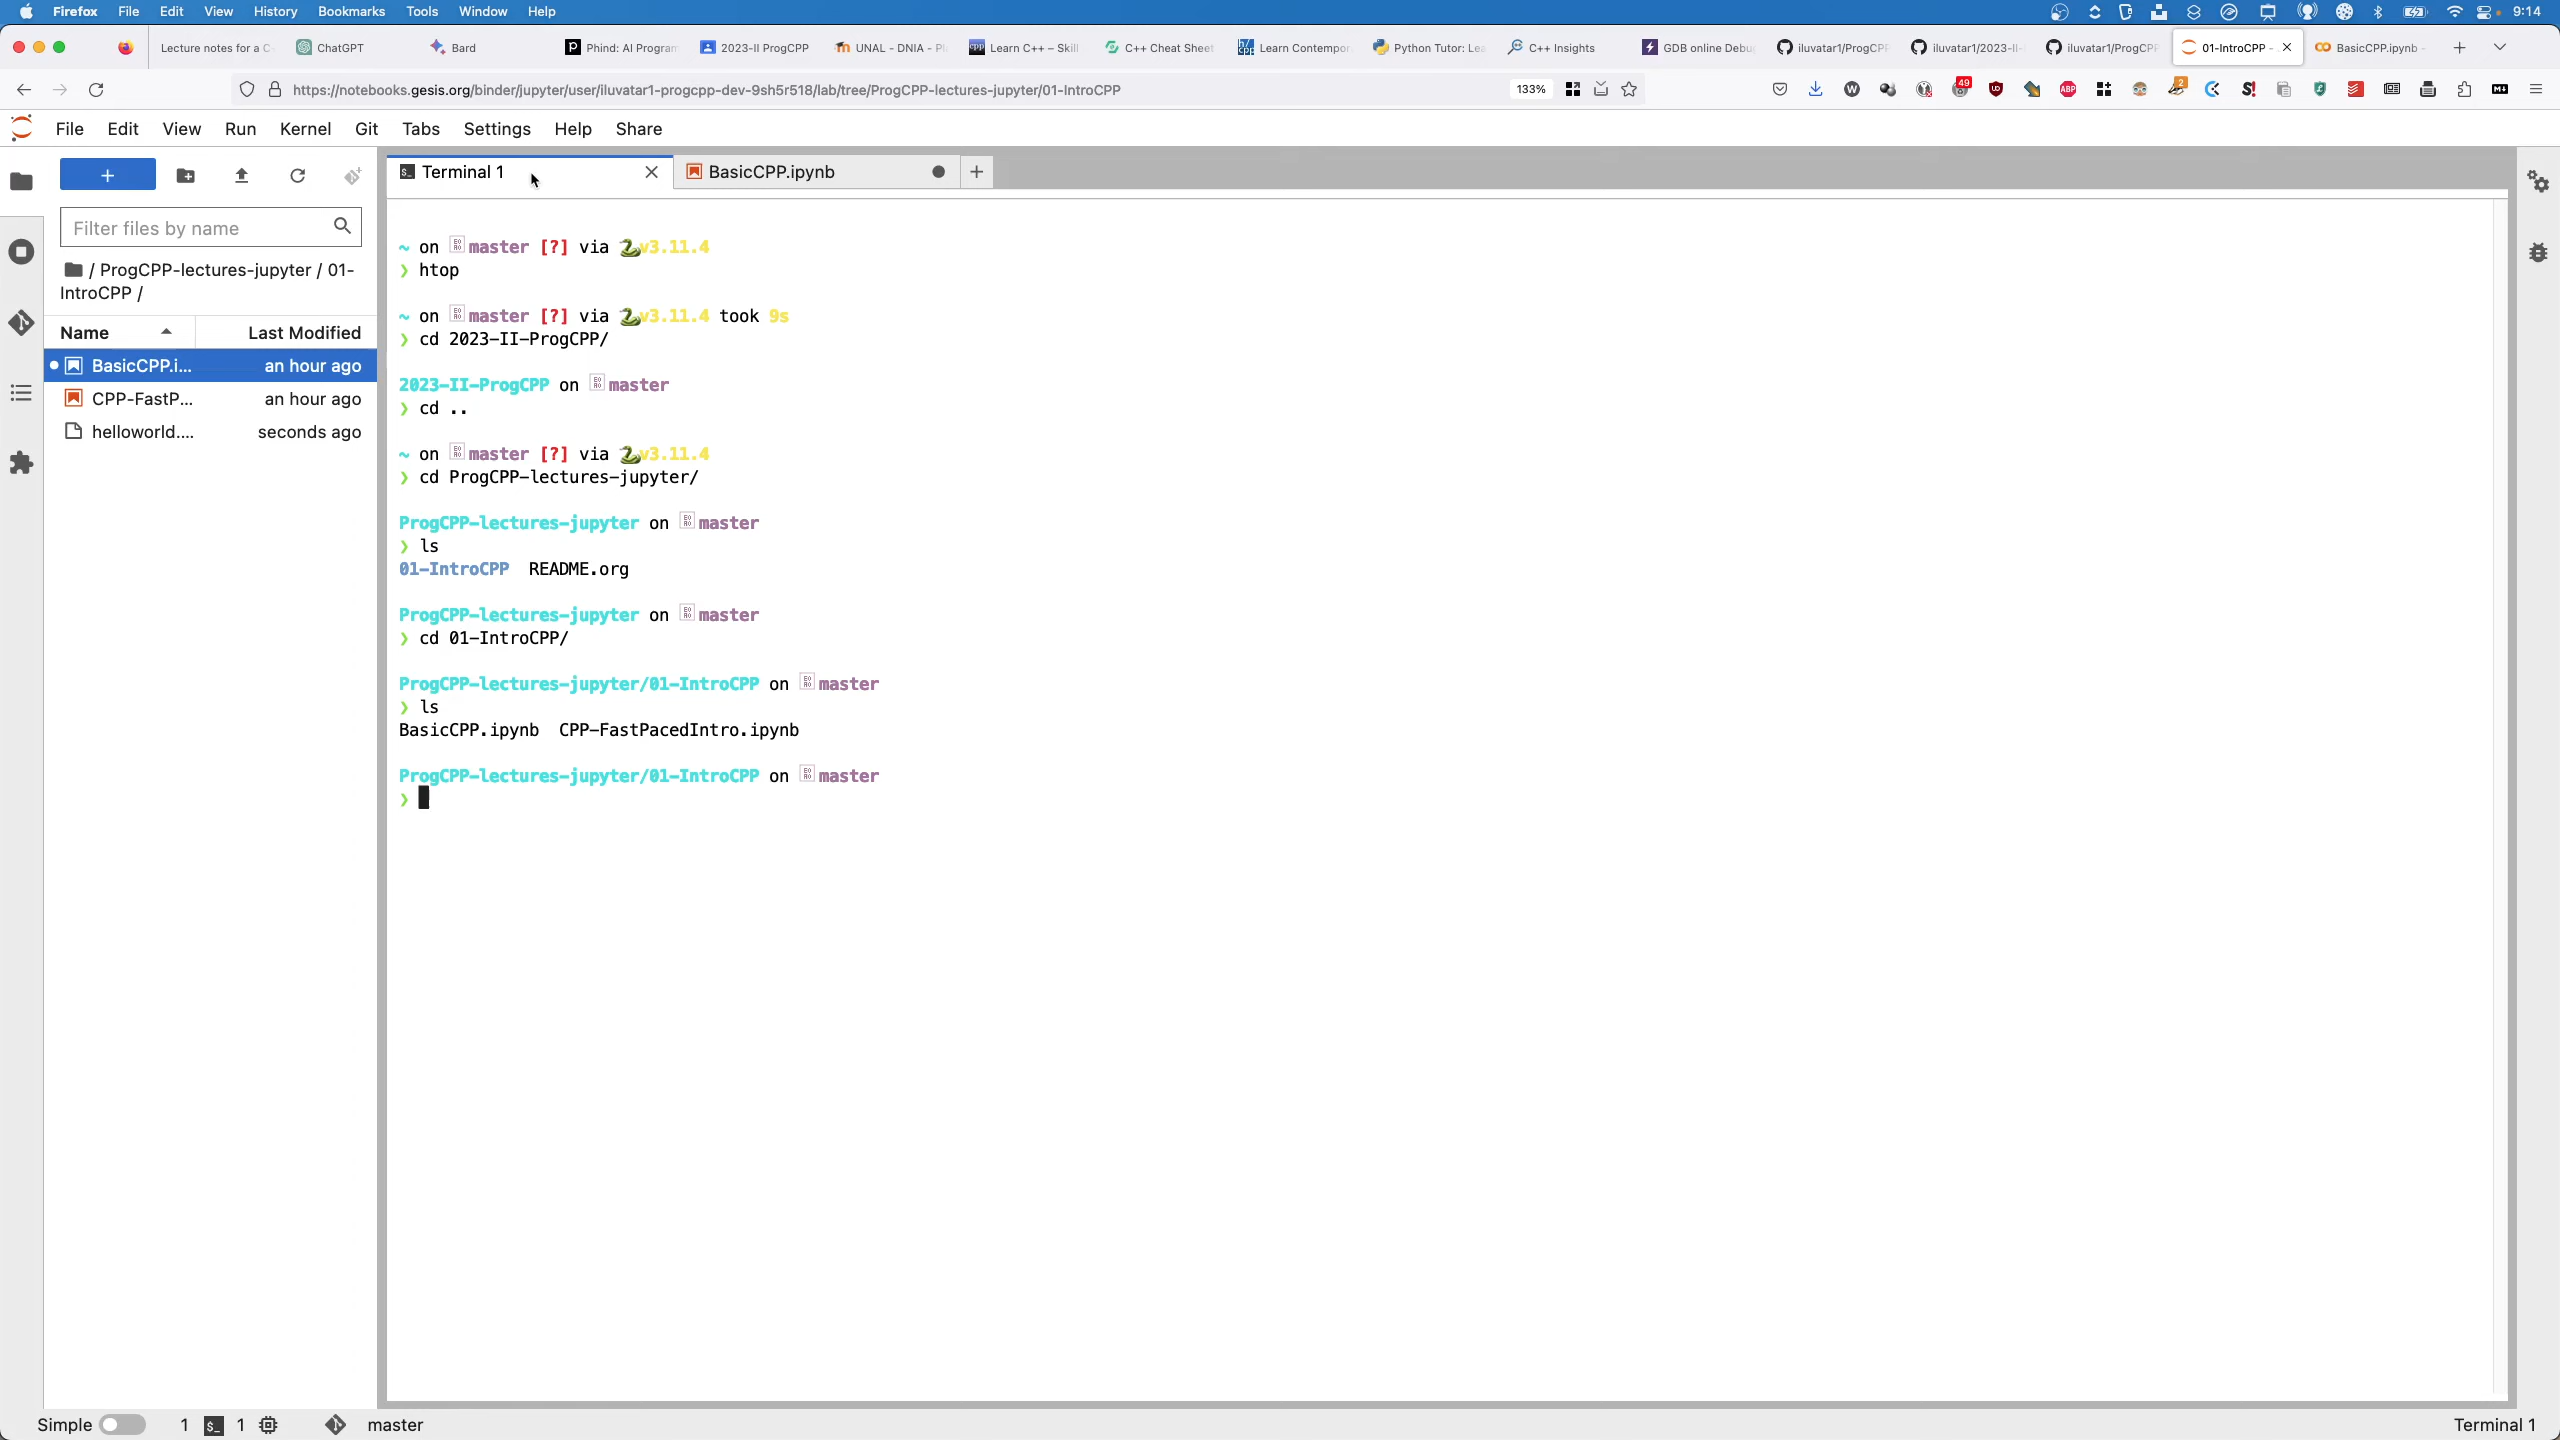 Firefox File Edit View History Bookmarks Tools Window Help 9:14
Lecture notes for a C- ChatGPT Bard Phind: AI Program 2023-II ProgCPP UNAL - DNIA - Pl Learn C++ – Skill C++ Cheat Sheet Learn Contempor Python Tutor: Lea C++ Insights GDB online Debu iluvatar1/ProgCPP iluvatar1/2023-II- iluvatar1/ProgCPP 01-IntroCPP - BasicCPP.ipynb -
https://notebooks.gesis.org/binder/jupyter/user/iluvatar1-progcpp-dev-9sh5r518/lab/tree/ProgCPP-lectures-jupyter/01-IntroCPP 133% 49 ABP 2
File Edit View Run Kernel Git Tabs Settings Help Share
+
Terminal 1 BasicCPP.ipynb
Filter files by name
/ ProgCPP-lectures-jupyter / 01-
IntroCPP /
Name Last Modified
BasicCPP.i... an hour ago
CPP-FastP... an hour ago
helloworld.... seconds ago
~ on master [?] via v3.11.4
❯ htop
~ on master [?] via v3.11.4 took 9s
❯ cd 2023-II-ProgCPP/
2023-II-ProgCPP on master
❯ cd ..
~ on master [?] via v3.11.4
❯ cd ProgCPP-lectures-jupyter/
ProgCPP-lectures-jupyter on master
❯ ls
01-IntroCPP README.org
ProgCPP-lectures-jupyter on master
❯ cd 01-IntroCPP/
ProgCPP-lectures-jupyter/01-IntroCPP on master
❯ ls
BasicCPP.ipynb CPP-FastPacedIntro.ipynb
ProgCPP-lectures-jupyter/01-IntroCPP on master
❯
Simple 1 1 master Terminal 1